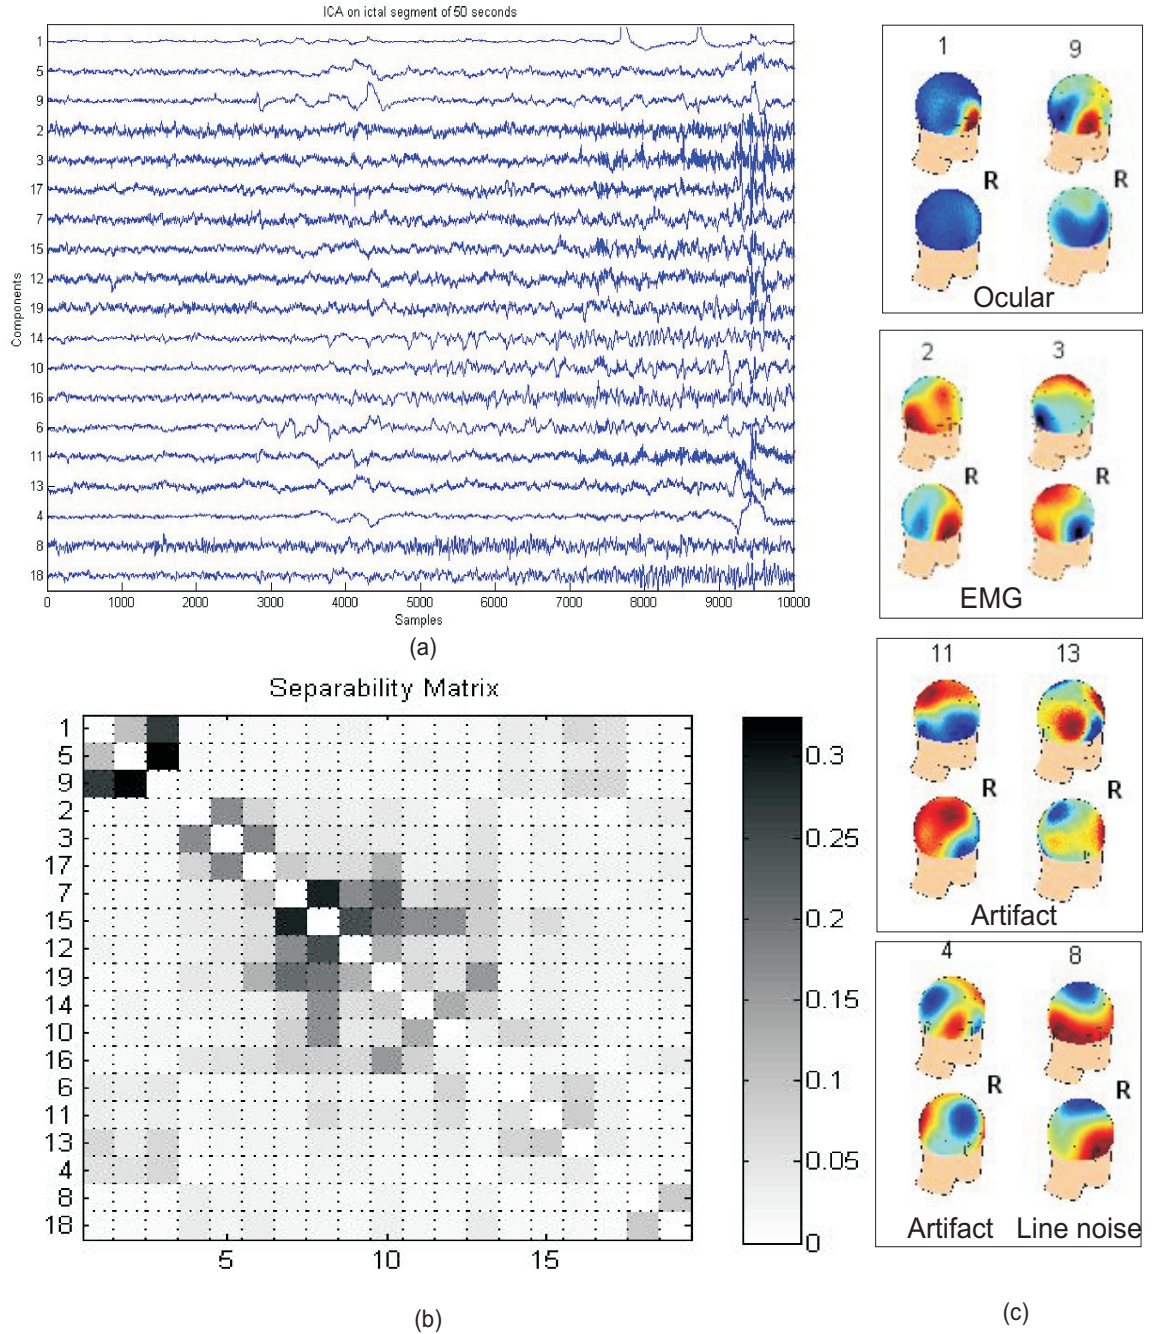 ICA on ictal segment of 50 seconds
Components
1
5
9
2
3
17
7
15
12
19
14
10
16
6
11
13
4
8
18
0 1000 2000 3000 4000 5000 6000 7000 8000 9000 10000
Samples
(a)
Separability Matrix
1
5
9
2
3
17
7
15
12
19
14
10
16
6
11
13
4
8
18
5 10 15
0.3
0.25
0.2
0.15
0.1
0.05
0
(b)
1 9
R R
Ocular
2 3
R R
EMG
11 13
R R
Artifact
4 8
R R
Artifact Line noise
(c)